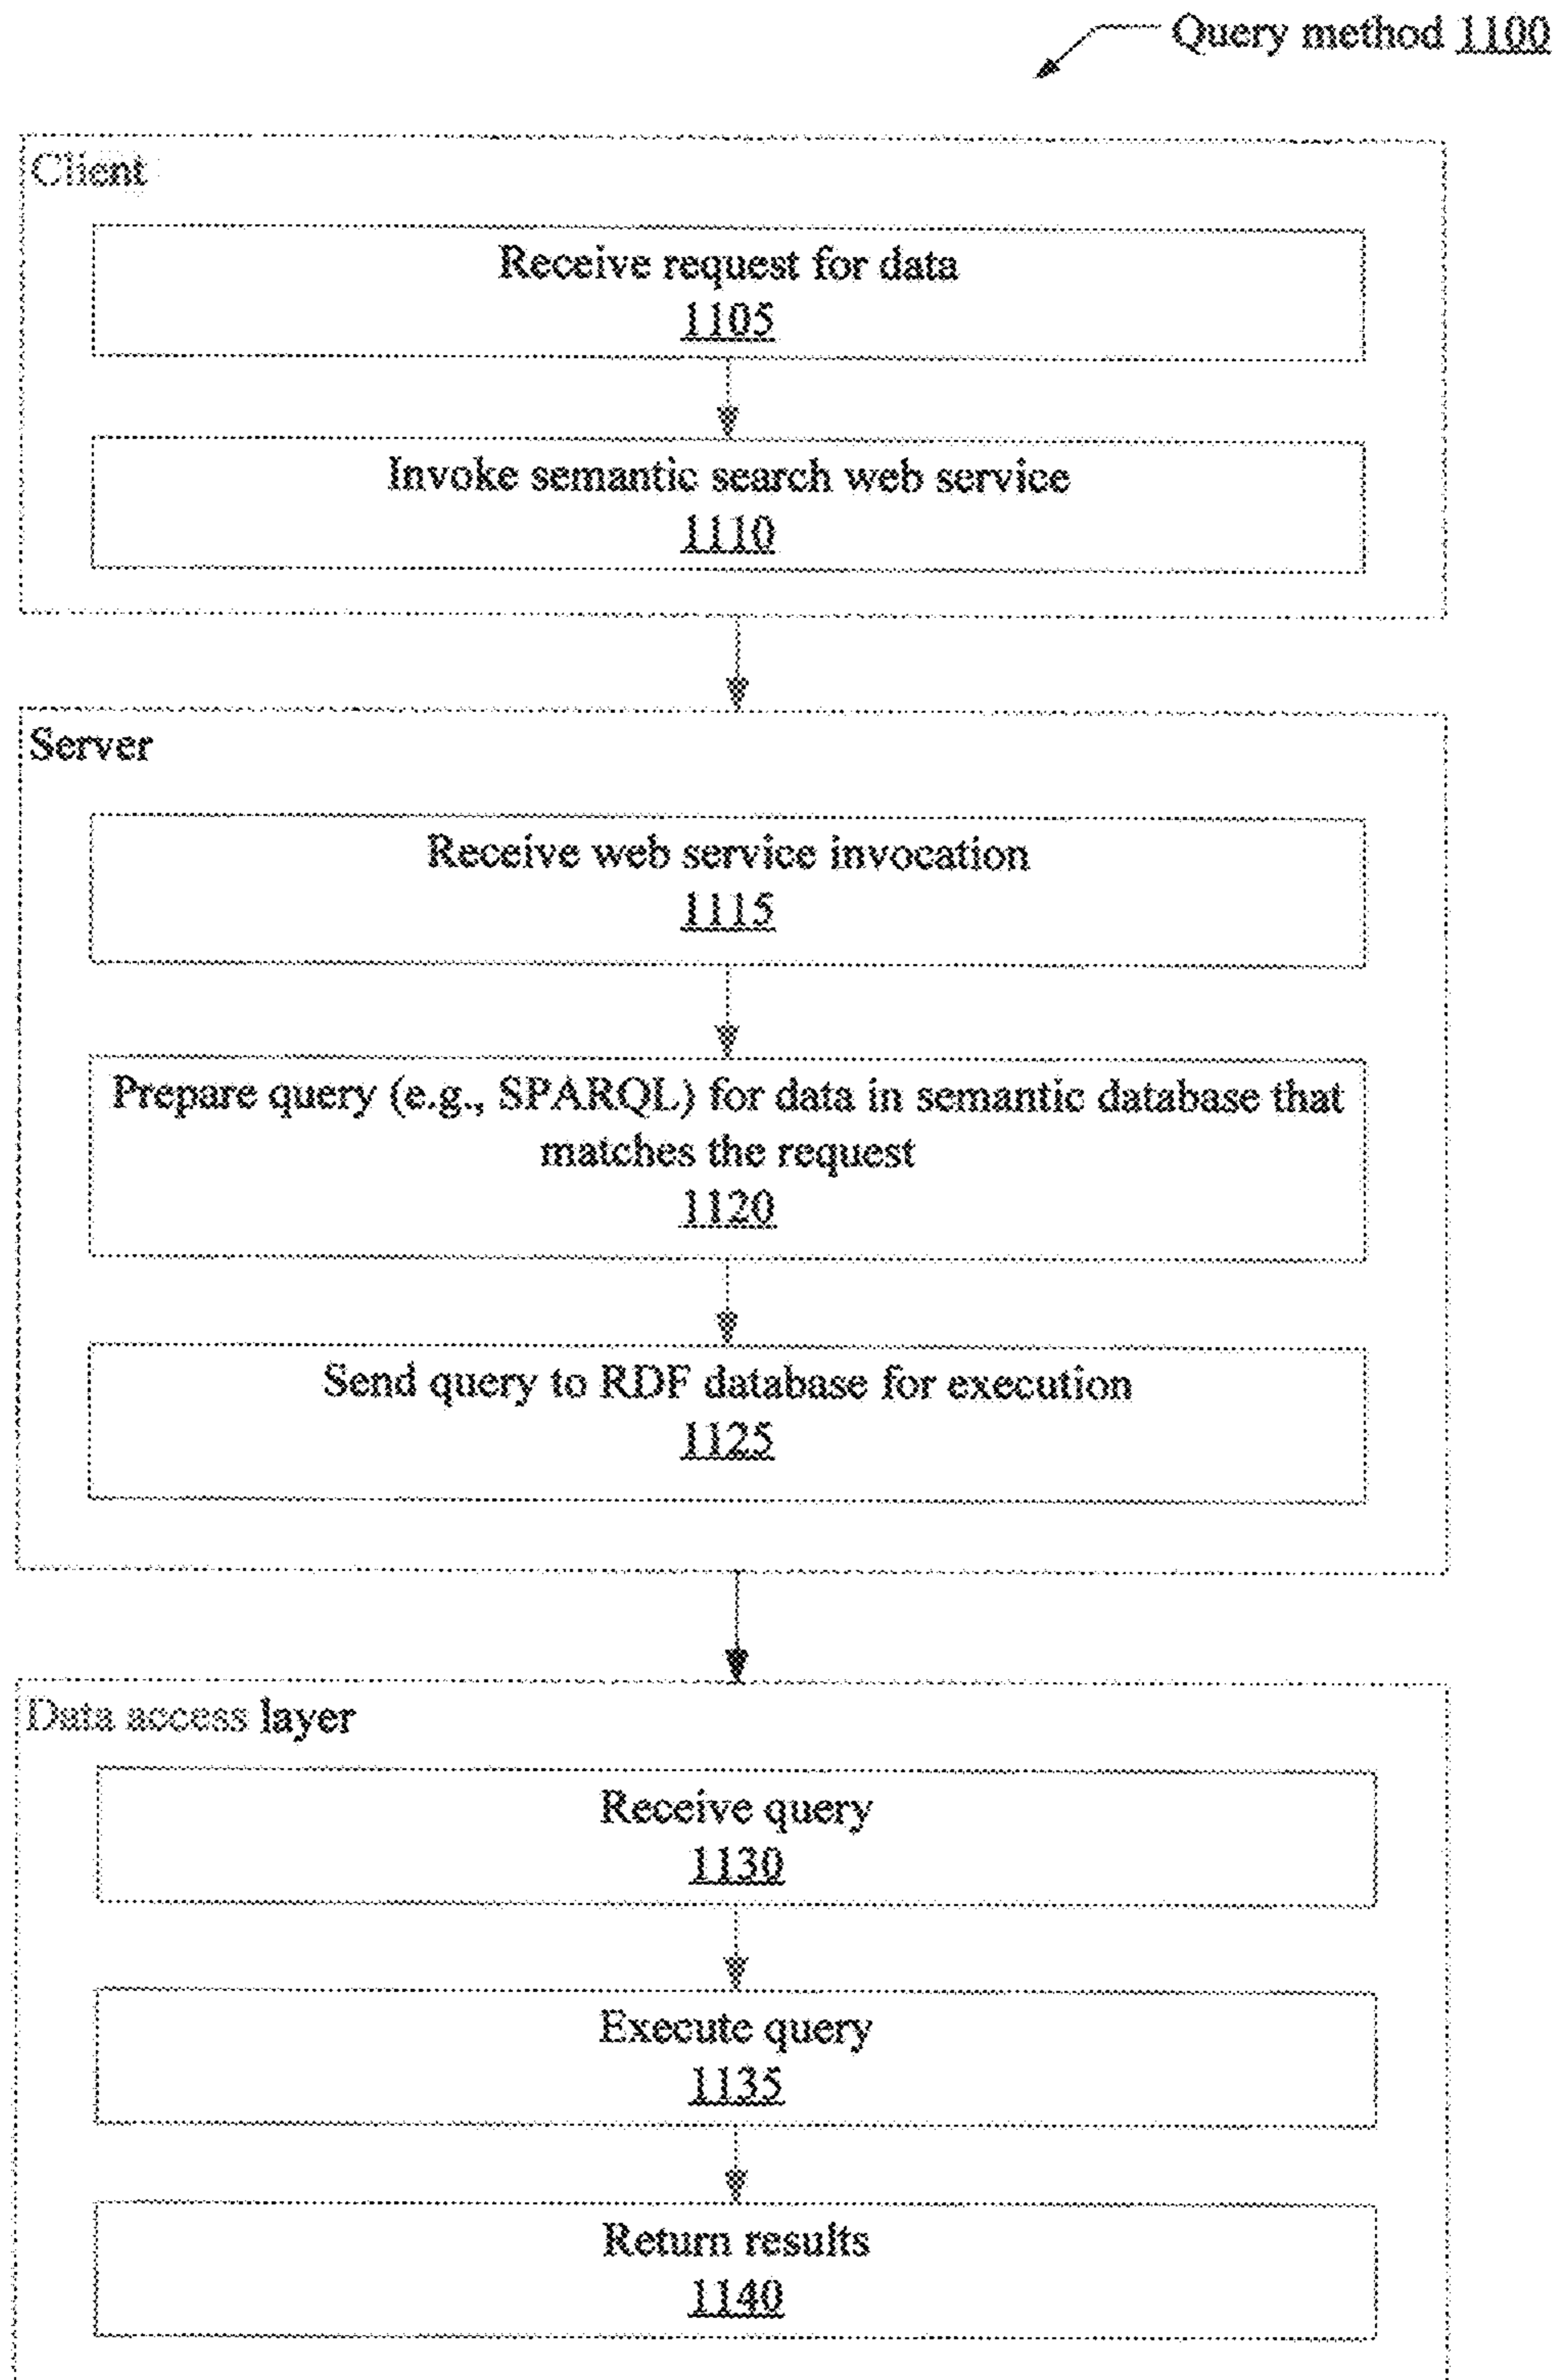 Query method 1100
Client
Receive request for data
1105
Invoke semantic search web service
1110
Server
Receive web service invocation
1115
Prepare query (e.g., SPARQL) for data in semantic database that
matches the request
1120
Send query to RDF database for execution
1125
Data access layer
Receive query
1130
Execute query
1135
Return results
1140